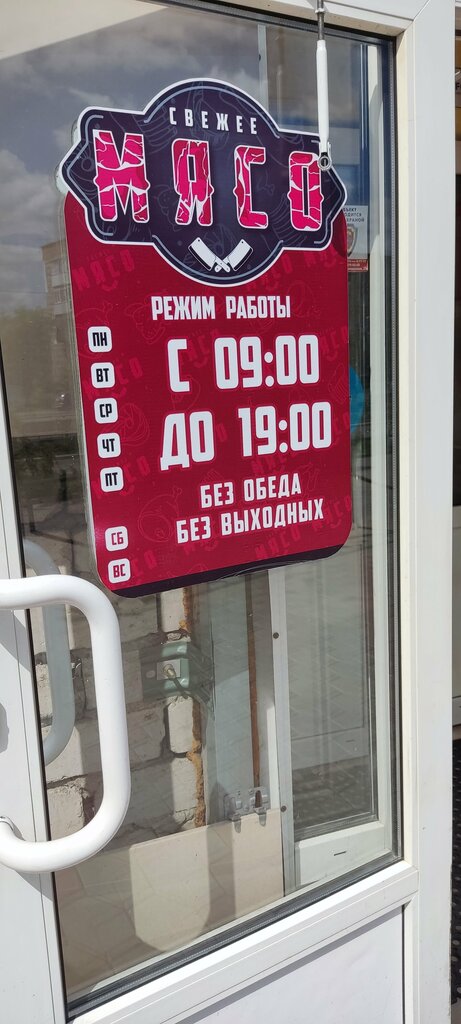 СВЕЖЕЕ
МЯСО
РЕЖИМ РАБОТЫ
ПН
ВТ
СР
ЧТ
ПТ
СБ
ВС
С 09:00
ДО 19:00
БЕЗ ОБЕДА
БЕЗ ВЫХОДНЫХ